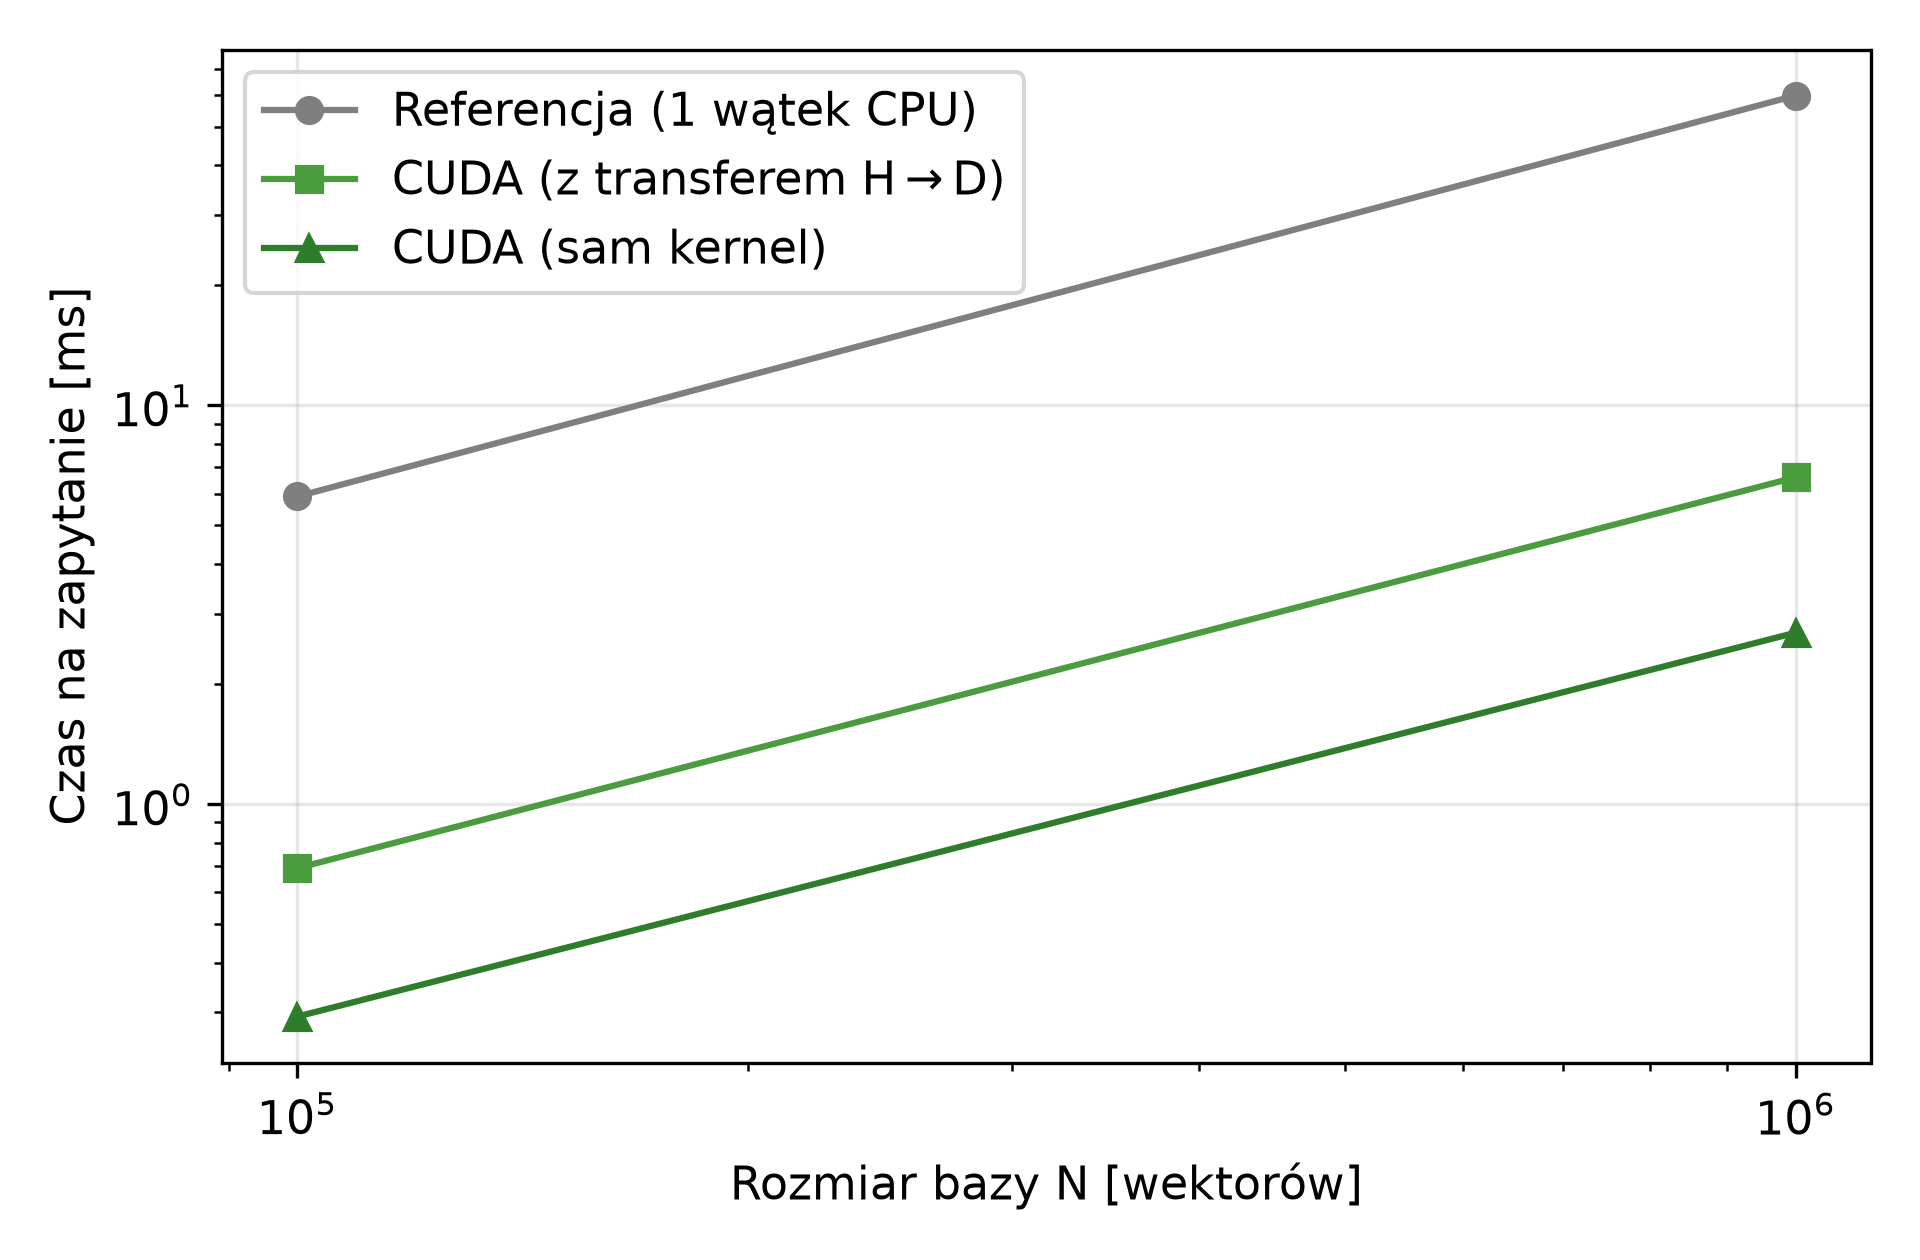 Referencja (1 wątek CPU)
CUDA (z transferem H→D)
CUDA (sam kernel)
Czas na zapytanie [ms]
10¹
10⁰
10⁵
10⁶
Rozmiar bazy N [wektorów]